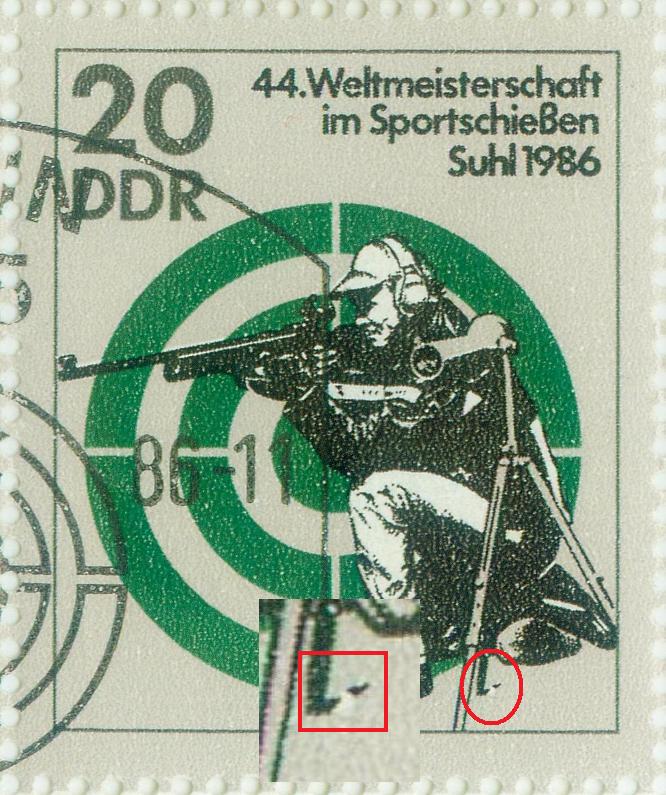 20
DDR
44.Weltmeisterschaft
im Sportschießen
Suhl 1986
86-11